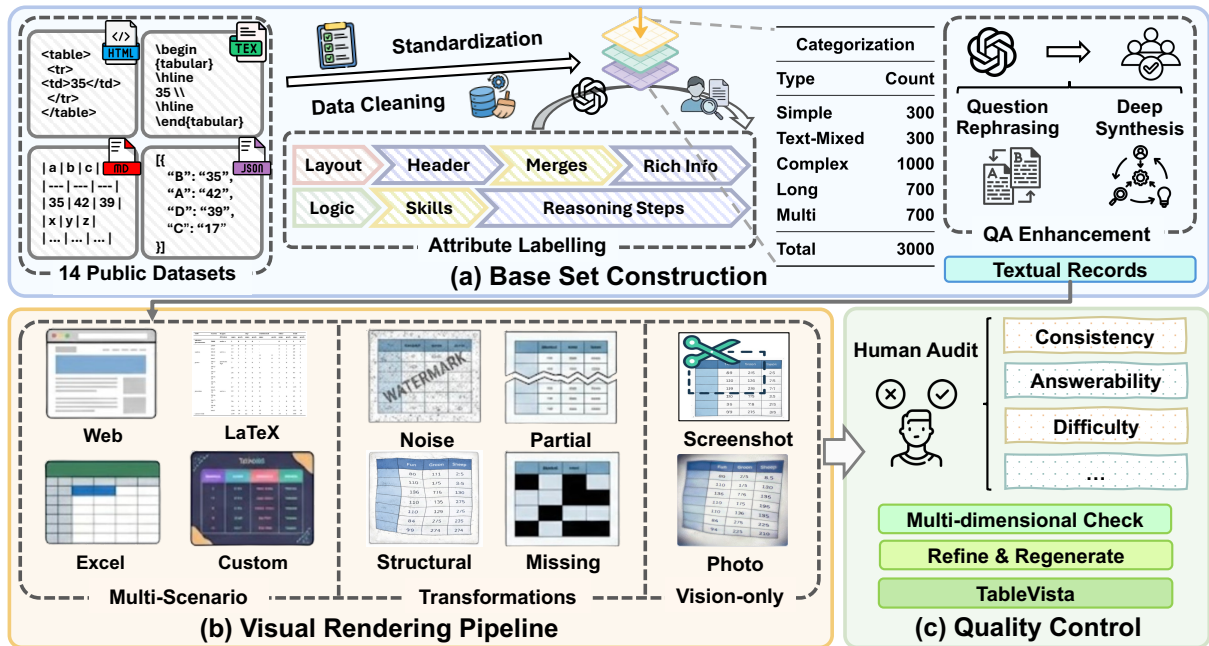 <table>
<tr>
<td>35</td>
</tr>
</table>
HTML
\begin
{tabular}
\hline
35 \\
\hline
\end{tabular}
TEX
| a | b | c |
| --- | --- | --- |
| 35 | 42 | 39 |
| x | y | z |
| ... | ... | ... |
MD
[{
"B": "35",
"A": "42",
"D": "39",
"C": "17"
}]
JSON
14 Public Datasets
Standardization
Data Cleaning
Layout
Header
Merges
Rich Info
Logic
Skills
Reasoning Steps
Attribute Labelling
Categorization
Type Count
Simple 300
Text-Mixed 300
Complex 1000
Long 700
Multi 700
Total 3000
Question
Rephrasing
Deep
Synthesis
A
B
QA Enhancement
Textual Records
(a) Base Set Construction
Web
LaTeX
Excel
Custom
Multi-Scenario
WATERMARK
Noise
Partial
Structural
Missing
Transformations
Screenshot
Photo
Vision-only
(b) Visual Rendering Pipeline
Human Audit
Consistency
Answerability
Difficulty
...
Multi-dimensional Check
Refine & Regenerate
TableVista
(c) Quality Control